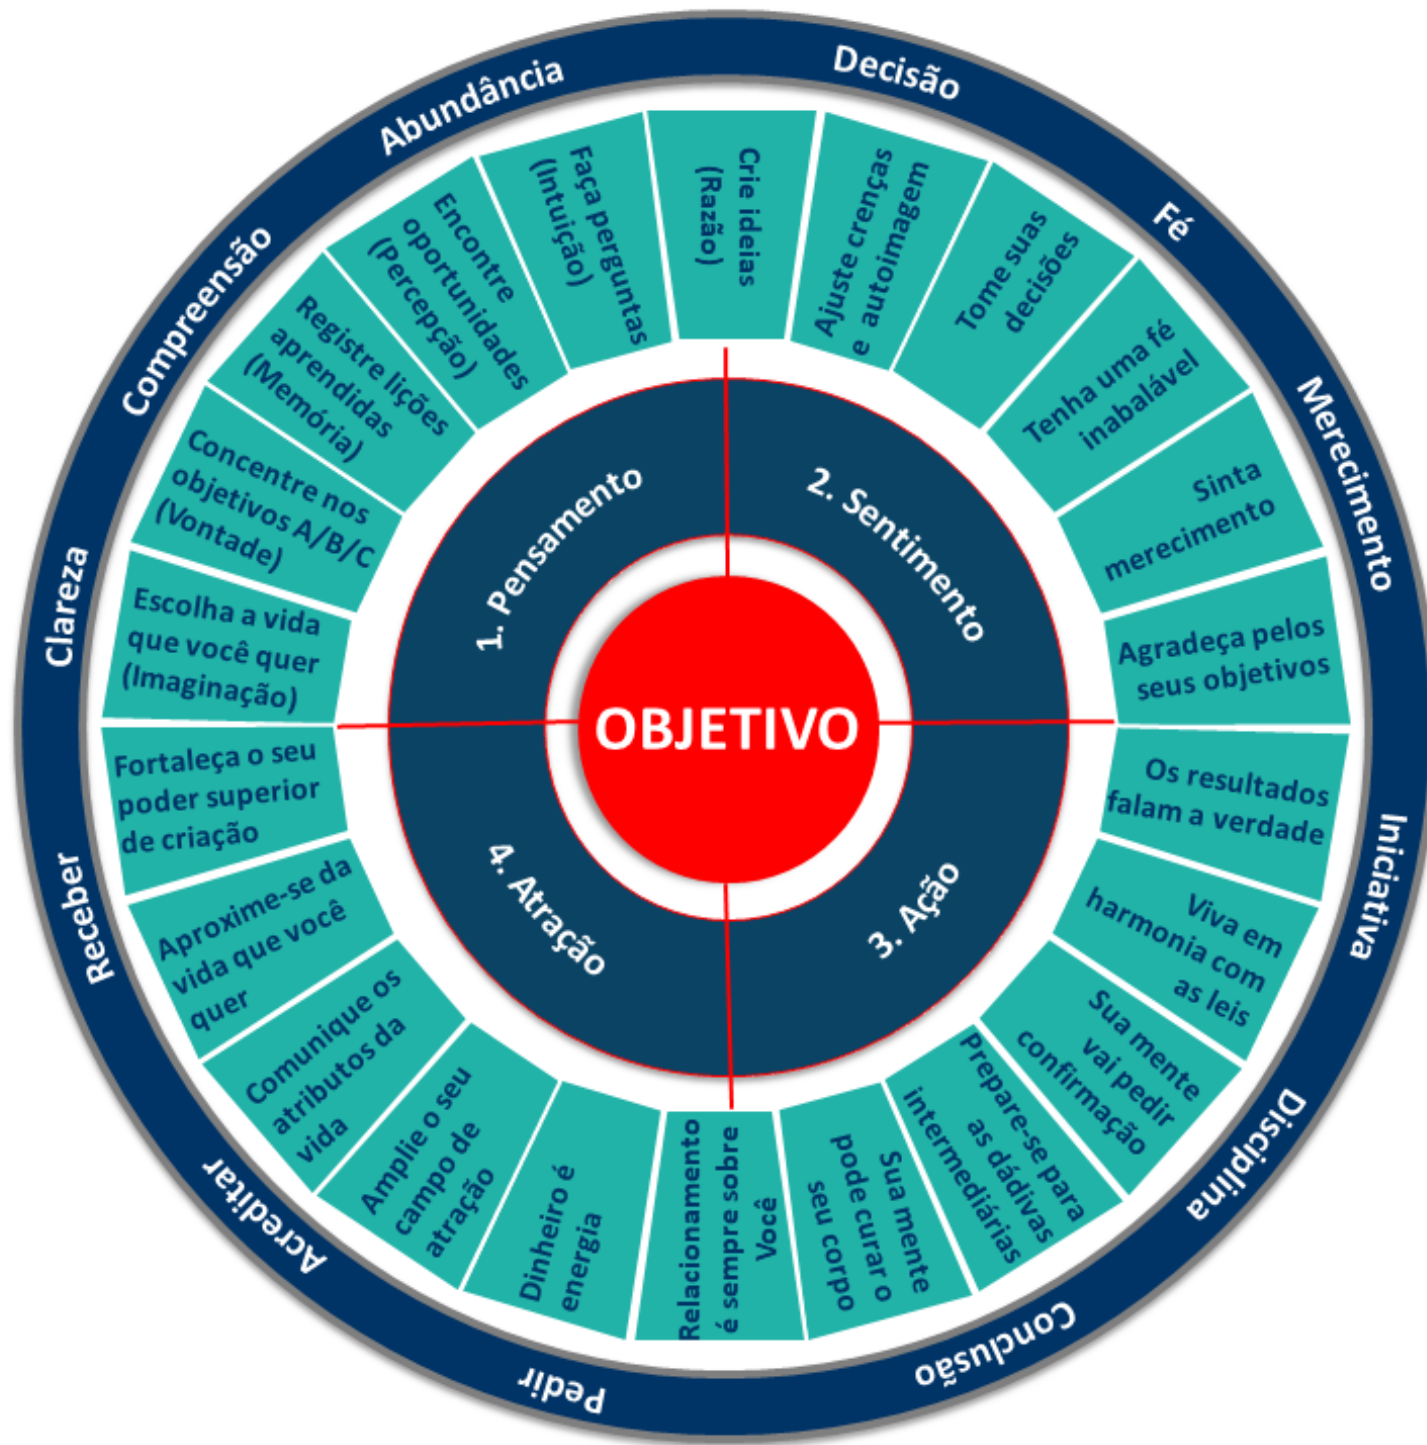 OBJETIVO
1. Pensamento
2. Sentimento
3. Ação
4. Atração
Escolha a vida
que você quer
(Imaginação)
Concentre nos
objetivos A/B/C
(Vontade)
Registre lições
aprendidas
(Memória)
Encontre
oportunidades
(Percepção)
Faça perguntas
(Intuição)
Crie ideias
(Razão)
Ajuste crenças
e autoimagem
Tome suas
decisões
Tenha uma fé
inabalável
Sinta
merecimento
Agradeça pelos
seus objetivos
Os resultados
falam a verdade
Viva em
harmonia com
as leis
Sua mente
vai pedir
confirmação
Prepare-se para
as dádivas
intermediárias
Sua mente
pode curar o
seu corpo
Relacionamento
é sempre sobre
Você
Dinheiro é
energia
Amplie o seu
campo de
atração
Comunique os
atributos da
vida
Aproxime-se da
vida que você
quer
Fortaleça o seu
poder superior
de criação
Clareza
Compreensão
Abundância
Decisão
Fé
Merecimento
Iniciativa
Disciplina
Conclusão
Pedir
Acreditar
Receber